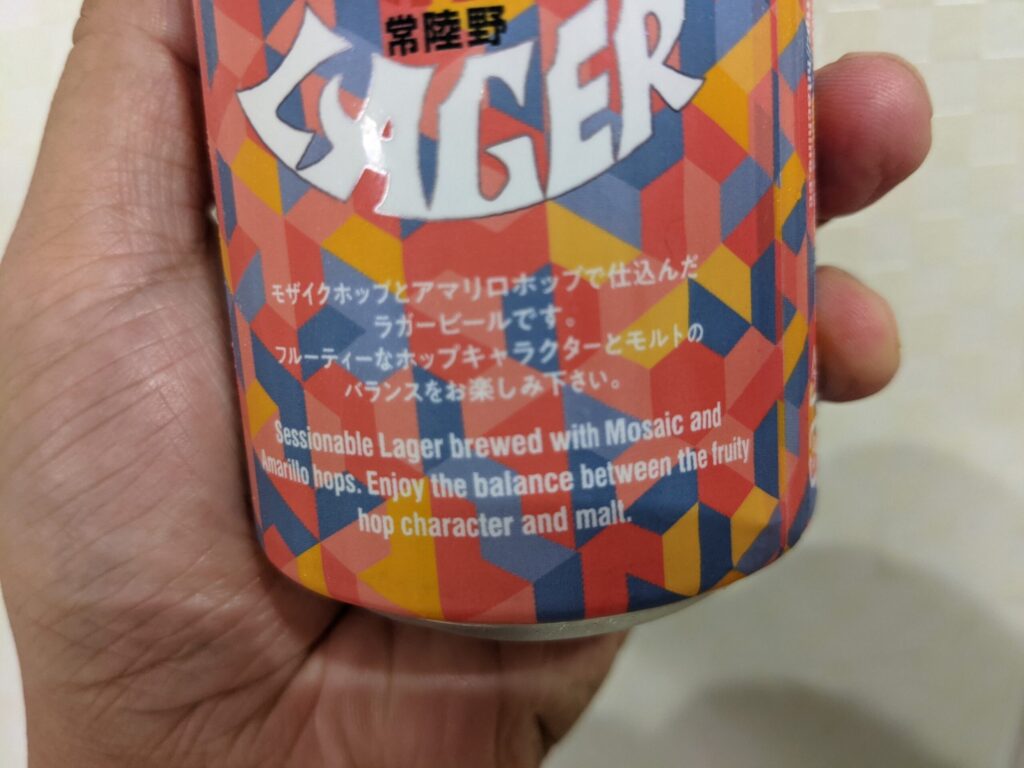 常陸野
LAGER
モザイクホップとアマリロホップで仕込んだ
ラガービールです。
フルーティーなホップキャラクターとモルトの
バランスをお楽しみ下さい。
Sessionable Lager brewed with Mosaic and
Amarillo hops. Enjoy the balance between the fruity
hop character and malt.